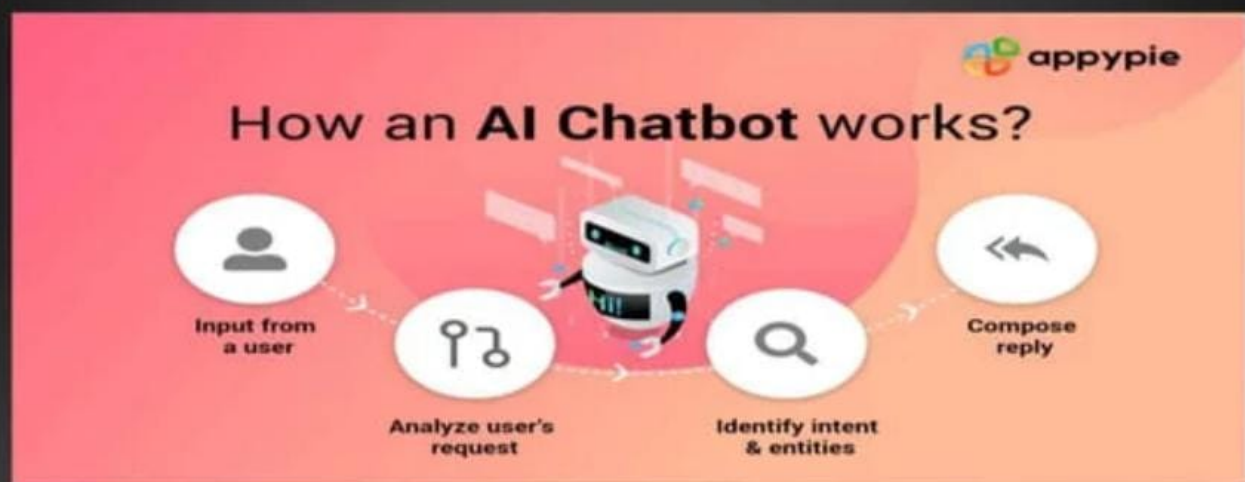 appypie
How an AI Chatbot works?
Hi!
Input from
a user
Analyze user's
request
Identify intent
& entities
Compose
reply